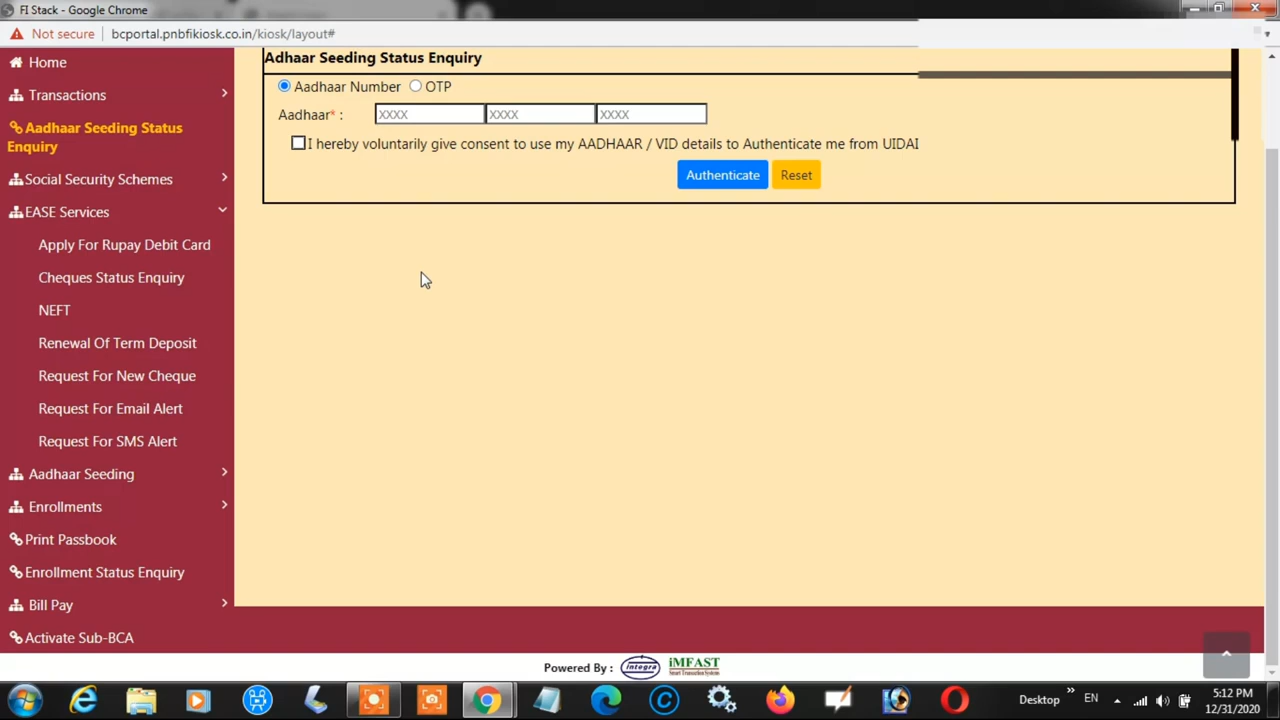 FI Stack - Google Chrome
Not secure bcportal.pnbfikiosk.co.in/kiosk/layout#
Home
Transactions
Aadhaar Seeding Status
Enquiry
Social Security Schemes
EASE Services
Apply For Rupay Debit Card
Cheques Status Enquiry
NEFT
Renewal Of Term Deposit
Request For New Cheque
Request For Email Alert
Request For SMS Alert
Aadhaar Seeding
Enrollments
Print Passbook
Enrollment Status Enquiry
Bill Pay
Activate Sub-BCA
Adhaar Seeding Status Enquiry
Aadhaar Number OTP
Aadhaar* : XXXX XXXX XXXX
I hereby voluntarily give consent to use my AADHAAR / VID details to Authenticate me from UIDAI
Authenticate Reset
Powered By : integra iMFAST
Smart Transaction Systems
Desktop » EN 5:12 PM
12/31/2020